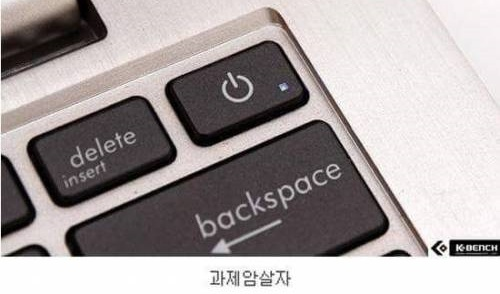 delete
insert
backspace
K-BENCH
과제암살자